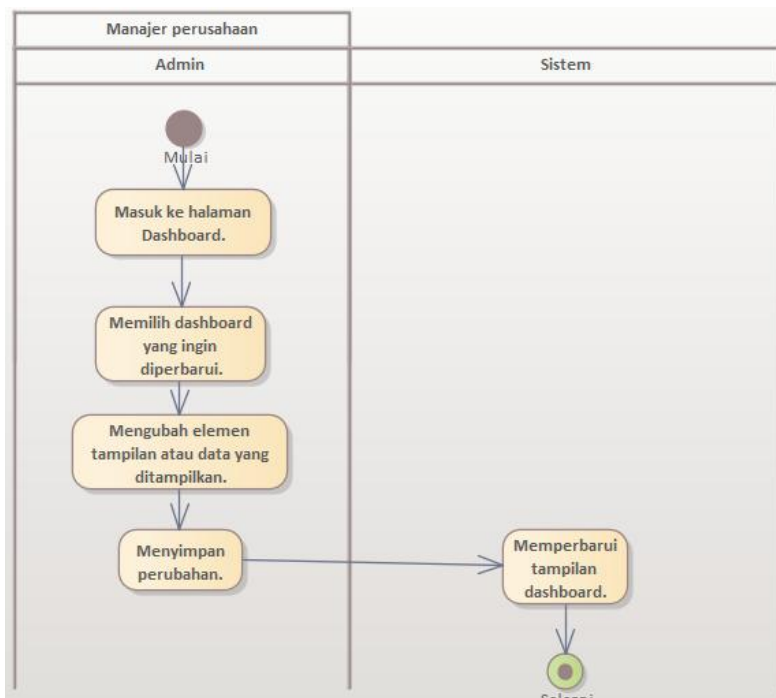 Manajer perusahaan
Admin
Sistem
Mulai
Masuk ke halaman
Dashboard.
Memilih dashboard
yang ingin
diperbarui.
Mengubah elemen
tampilan atau data yang
ditampilkan.
Menyimpan
perubahan.
Memperbarui
tampilan
dashboard.